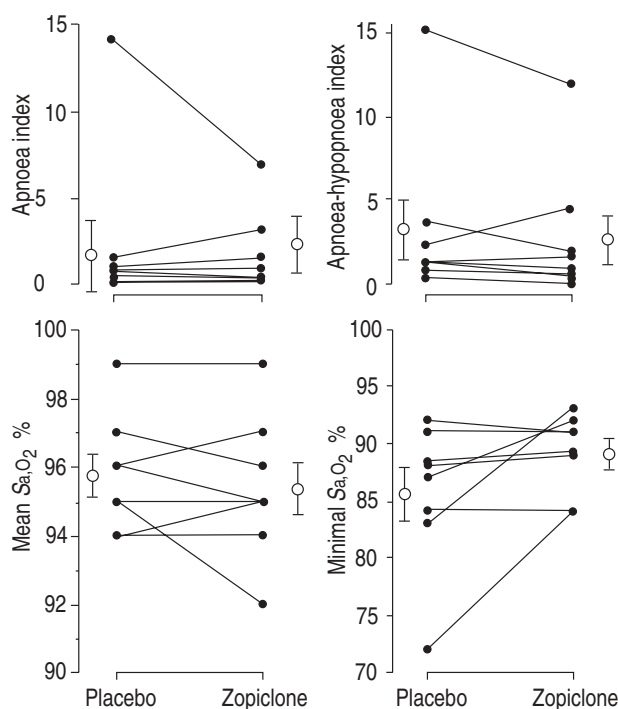 15
10
5
0
Apnoea index
15
10
5
0
Apnoea-hypopnoea index
100
98
96
94
92
90
Mean Sa,O2 %
Placebo
Zopiclone
100
95
90
85
80
75
70
Minimal Sa,O2 %
Placebo
Zopiclone